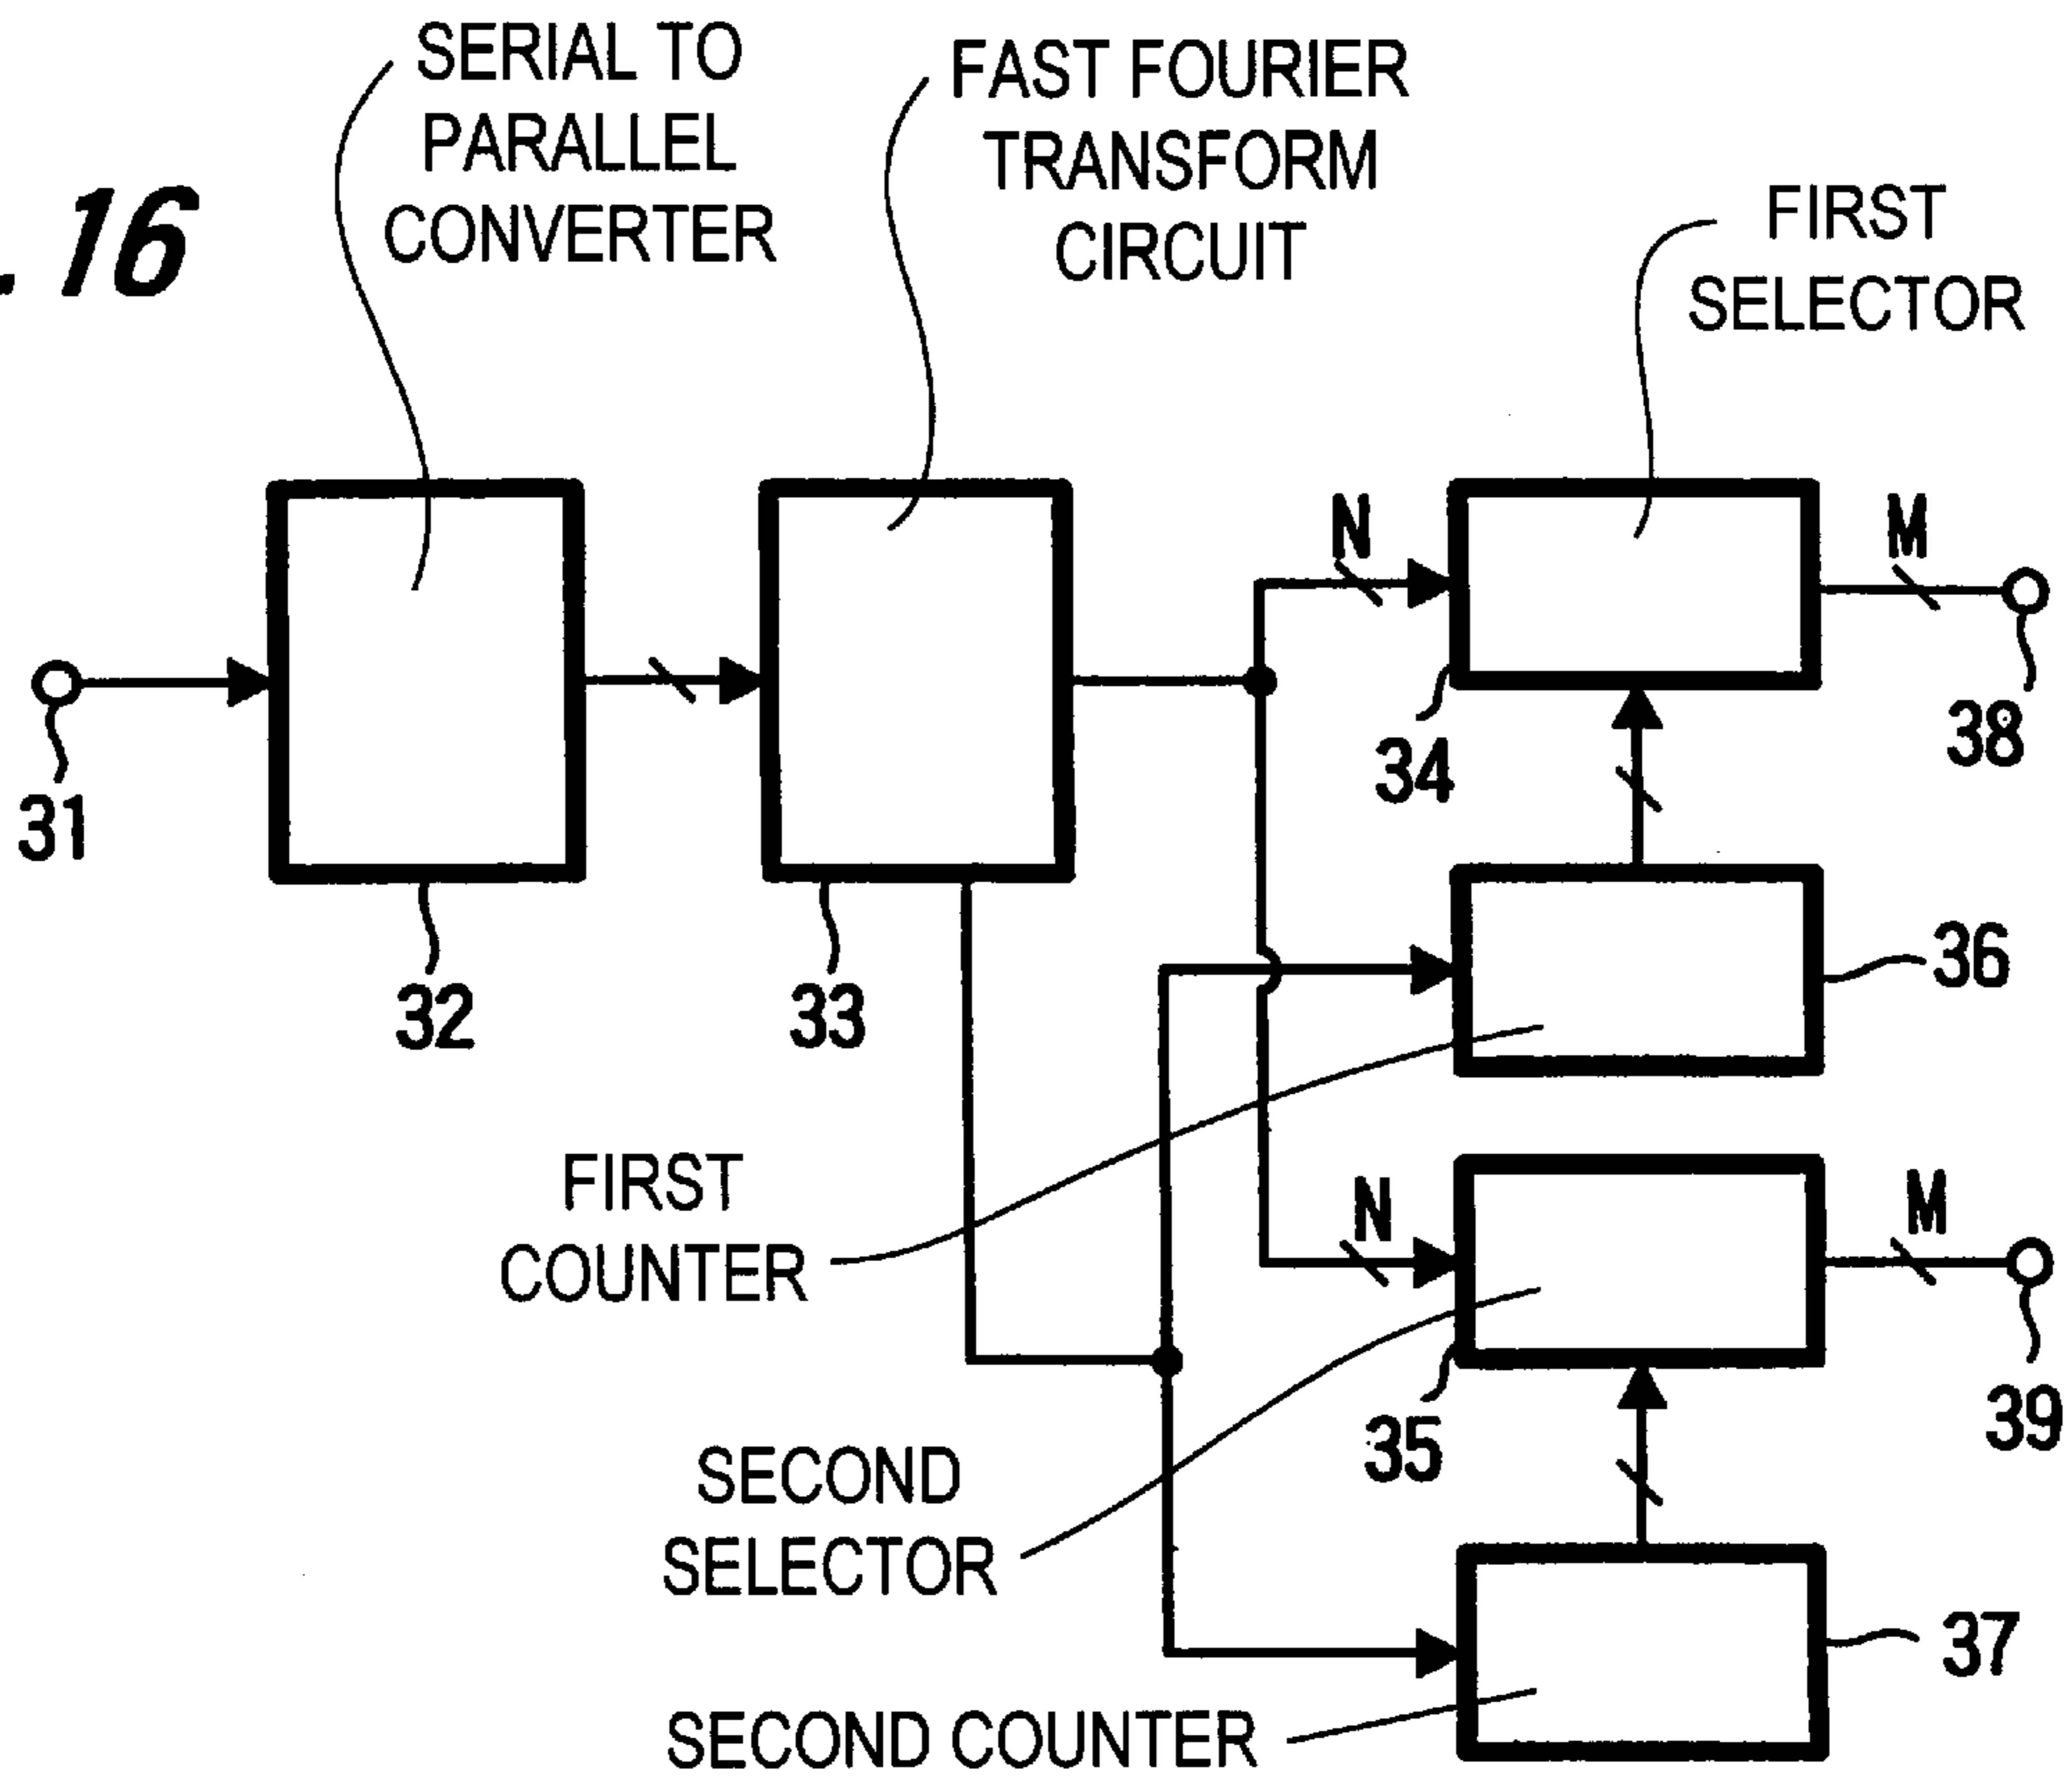 . 16
SERIAL TO
PARALLEL
CONVERTER
FAST FOURIER
TRANSFORM
CIRCUIT
FIRST
SELECTOR
N
M
31
32
33
34
38
36
FIRST
COUNTER
N
M
35
39
SECOND
SELECTOR
37
SECOND COUNTER